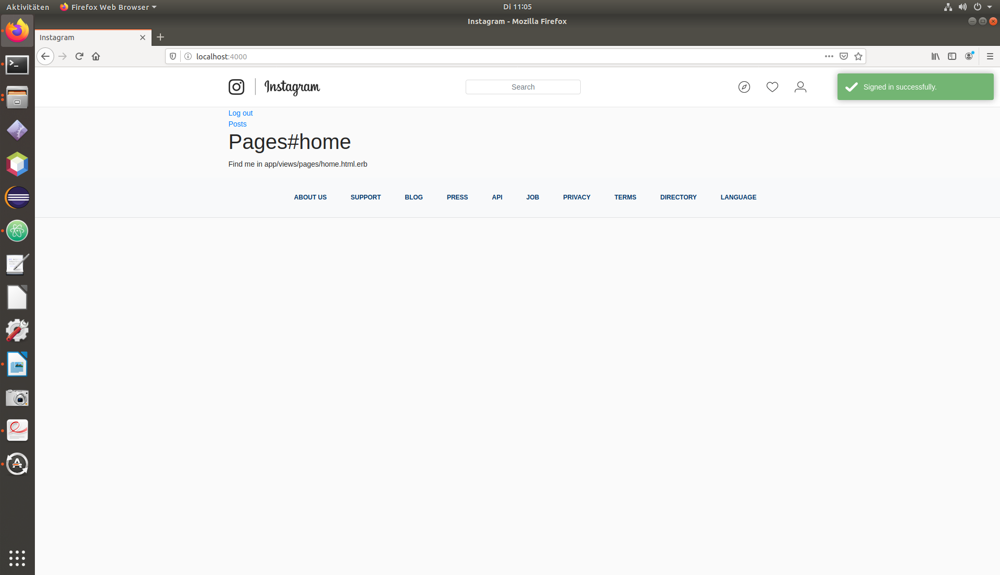 Aktivitäten Firefox Web Browser Di 11:05
Instagram - Mozilla Firefox
Instagram
localhost:4000
Instagram Search Signed in successfully.
Log out
Posts
Pages#home
Find me in app/views/pages/home.html.erb
ABOUT US SUPPORT BLOG PRESS API JOB PRIVACY TERMS DIRECTORY LANGUAGE